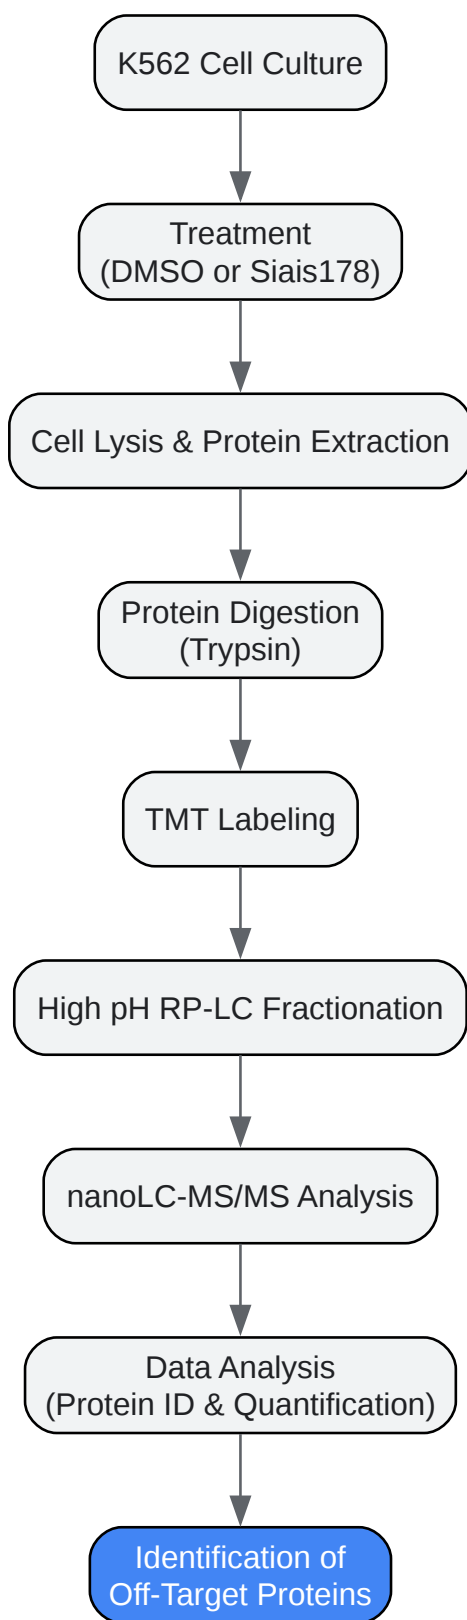 K562 Cell Culture
Treatment
(DMSO or Siais178)
Cell Lysis & Protein Extraction
Protein Digestion
(Trypsin)
TMT Labeling
High pH RP-LC Fractionation
nanoLC-MS/MS Analysis
Data Analysis
(Protein ID & Quantification)
Identification of
Off-Target Proteins